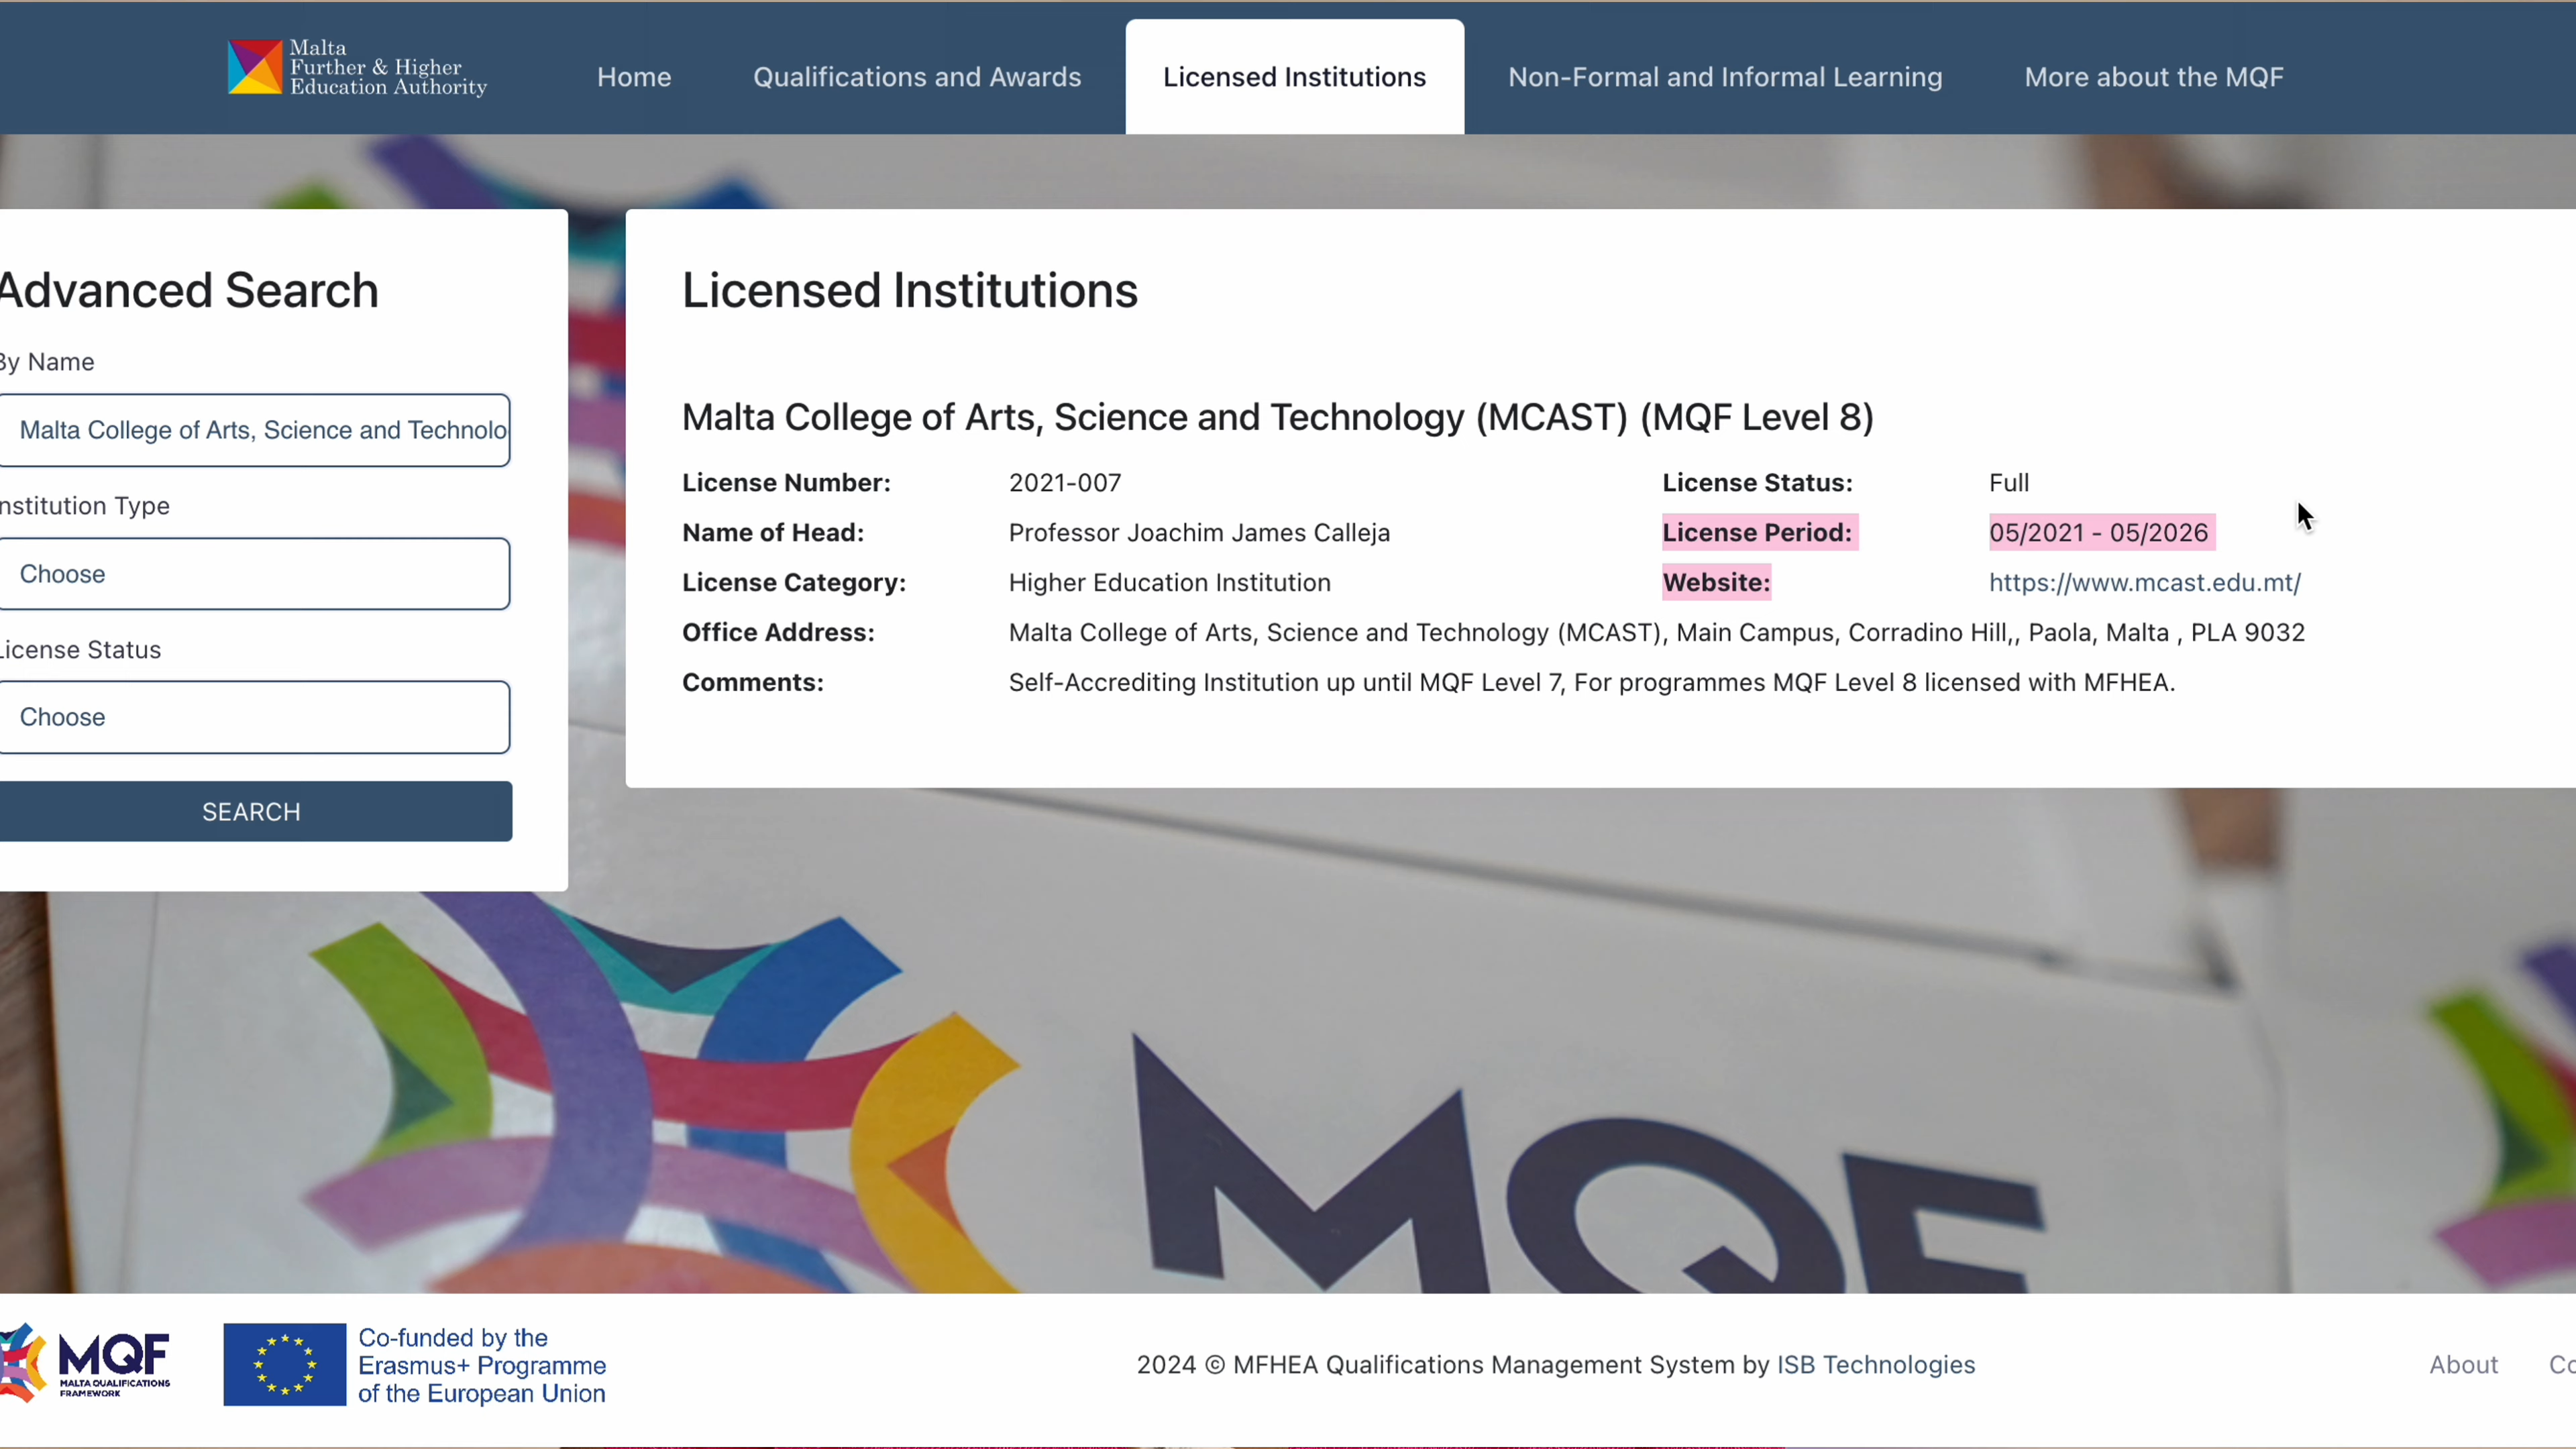 Malta
Further & Higher
Education Authority
Home
Qualifications and Awards
Licensed Institutions
Non-Formal and Informal Learning
More about the MQF
Advanced Search
By Name
Malta College of Arts, Science and Technolo
Institution Type
Choose
License Status
Choose
SEARCH
Licensed Institutions
Malta College of Arts, Science and Technology (MCAST) (MQF Level 8)
License Number: 2021-007 License Status: Full
Name of Head: Professor Joachim James Calleja License Period: 05/2021 - 05/2026
License Category: Higher Education Institution Website: https://www.mcast.edu.mt/
Office Address: Malta College of Arts, Science and Technology (MCAST), Main Campus, Corradino Hill,, Paola, Malta , PLA 9032
Comments: Self-Accrediting Institution up until MQF Level 7, For programmes MQF Level 8 licensed with MFHEA.
MQF
MQF
MALTA QUALIFICATIONS
FRAMEWORK
Co-funded by the
Erasmus+ Programme
of the European Union
2024 © MFHEA Qualifications Management System by ISB Technologies
About